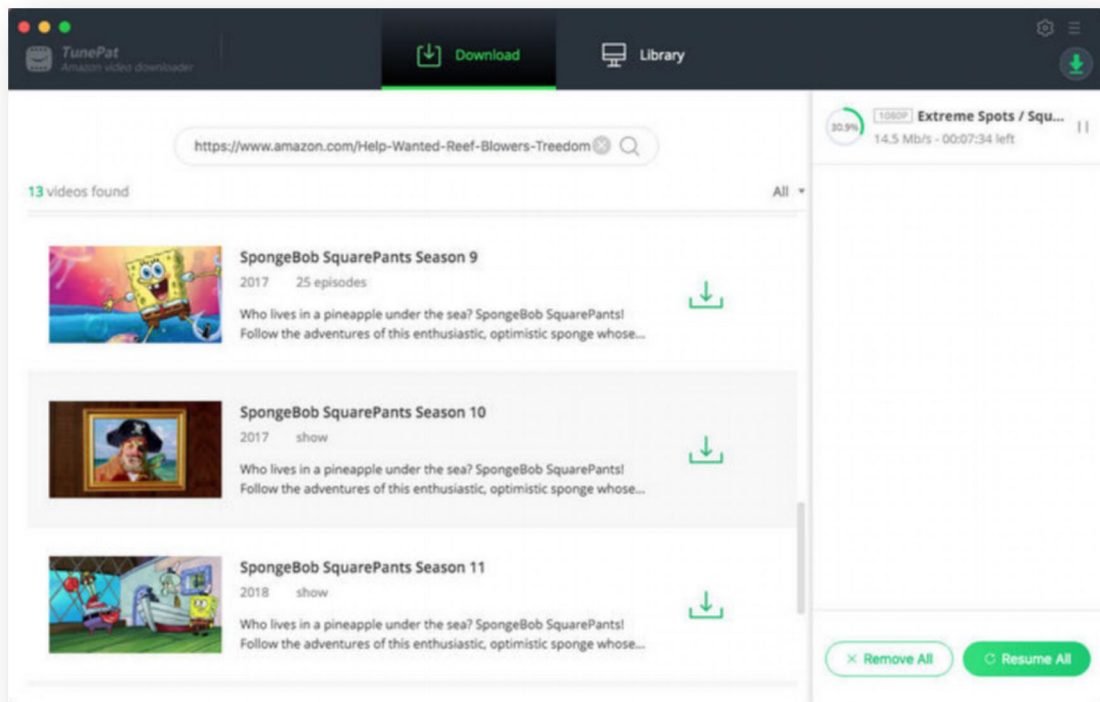 TunePat
Amazon video downloader
Download
Library
https://www.amazon.com/Help-Wanted-Reef-Blowers-Treedom
13 videos found
All
SpongeBob SquarePants Season 9
2017 25 episodes
Who lives in a pineapple under the sea? SpongeBob SquarePants!
Follow the adventures of this enthusiastic, optimistic sponge whose...
SpongeBob SquarePants Season 10
2017 show
Who lives in a pineapple under the sea? SpongeBob SquarePants!
Follow the adventures of this enthusiastic, optimistic sponge whose...
SpongeBob SquarePants Season 11
2018 show
Who lives in a pineapple under the sea? SpongeBob SquarePants!
Follow the adventures of this enthusiastic, optimistic sponge whose...
30.9%
1080P Extreme Spots / Squ...
14.5 Mb/s - 00:07:34 left
Remove All
Resume All